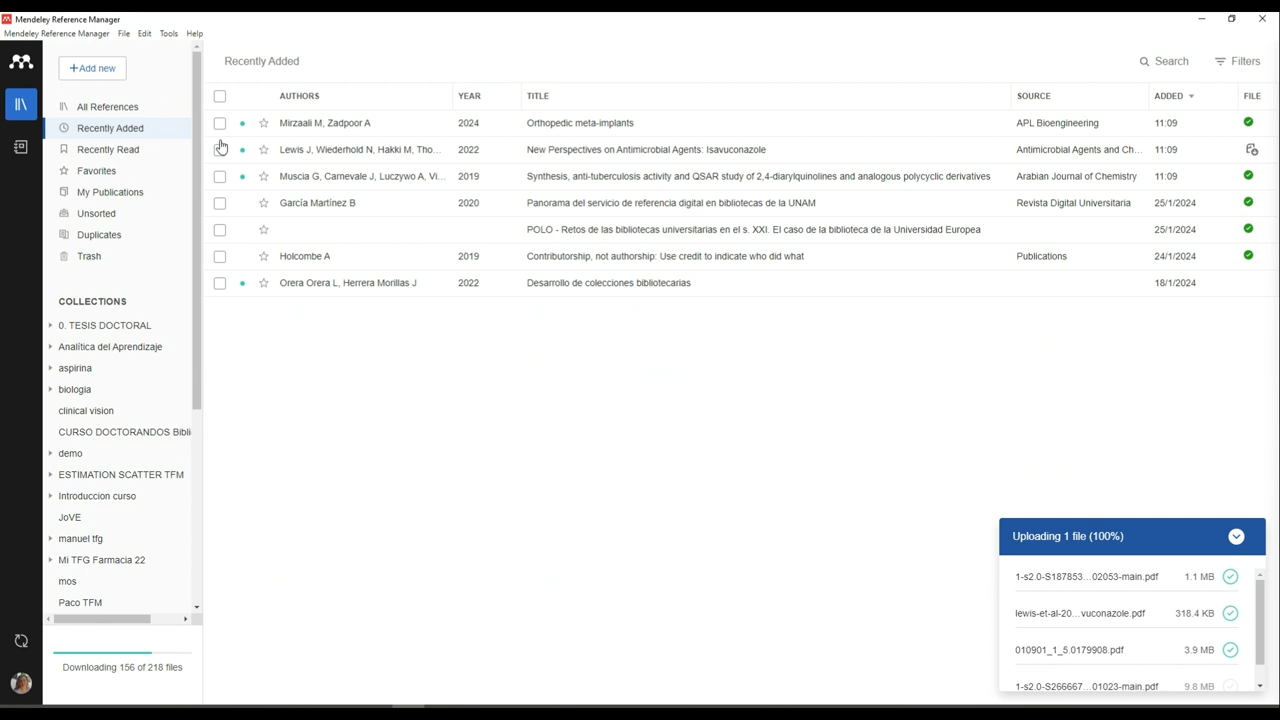 Mendeley Reference Manager
Mendeley Reference Manager File Edit Tools Help
+Add new
All References
Recently Added
Recently Read
Favorites
My Publications
Unsorted
Duplicates
Trash
COLLECTIONS
0. TESIS DOCTORAL
Analítica del Aprendizaje
aspirina
biologia
clinical vision
CURSO DOCTORANDOS Bibli
demo
ESTIMATION SCATTER TFM
Introduccion curso
JoVE
manuel tfg
Mi TFG Farmacia 22
mos
Paco TFM
Downloading 156 of 218 files
Recently Added
Search Filters
AUTHORS YEAR TITLE SOURCE ADDED FILE
Mirzaali M, Zadpoor A 2024 Orthopedic meta-implants APL Bioengineering 11:09
Lewis J, Wiederhold N, Hakki M, Tho... 2022 New Perspectives on Antimicrobial Agents: Isavuconazole Antimicrobial Agents and Ch... 11:09
Muscia G, Carnevale J, Luczywo A, Vi... 2019 Synthesis, anti-tuberculosis activity and QSAR study of 2,4-diarylquinolines and analogous polycyclic derivatives Arabian Journal of Chemistry 11:09
García Martínez B 2020 Panorama del servicio de referencia digital en bibliotecas de la UNAM Revista Digital Universitaria 25/1/2024
POLO - Retos de las bibliotecas universitarias en el s. XXI. El caso de la biblioteca de la Universidad Europea 25/1/2024
Holcombe A 2019 Contributorship, not authorship: Use credit to indicate who did what Publications 24/1/2024
Orera Orera L, Herrera Morillas J 2022 Desarrollo de colecciones bibliotecarias 18/1/2024
Uploading 1 file (100%)
1-s2.0-S187853...02053-main.pdf 1.1 MB
lewis-et-al-20...vuconazole.pdf 318.4 KB
010901_1_5.0179908.pdf 3.9 MB
1-s2.0-S266667...01023-main.pdf 9.8 MB